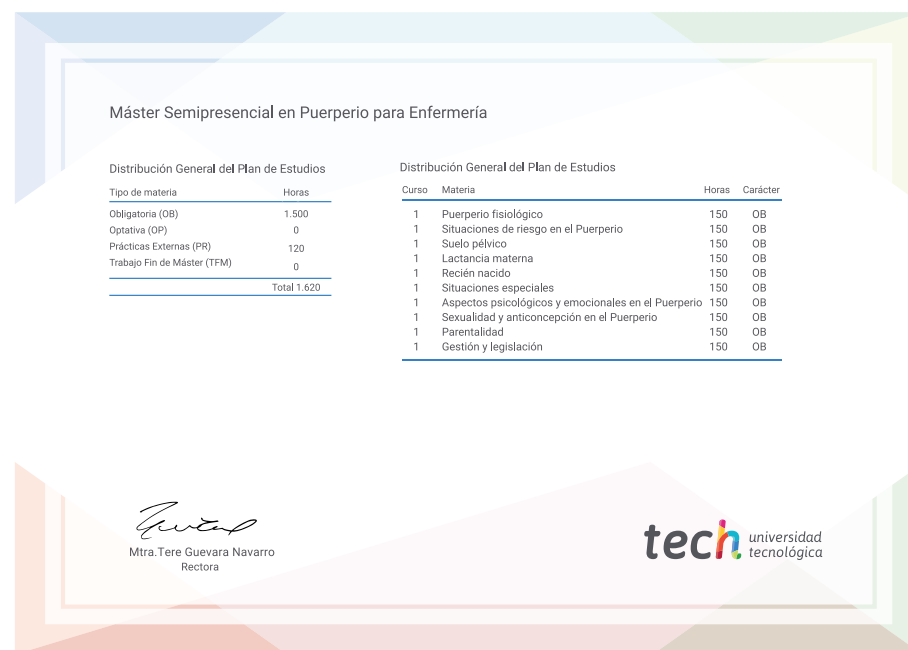 Máster Semipresencial en Puerperio para Enfermería
Distribución General del Plan de Estudios
Tipo de materia Horas
Obligatoria (OB) 1.500
Optativa (OP) 0
Prácticas Externas (PR) 120
Trabajo Fin de Máster (TFM) 0
Total 1.620
Distribución General del Plan de Estudios
Curso Materia Horas Carácter
1 Puerperio fisiológico 150 OB
1 Situaciones de riesgo en el Puerperio 150 OB
1 Suelo pélvico 150 OB
1 Lactancia materna 150 OB
1 Recién nacido 150 OB
1 Situaciones especiales 150 OB
1 Aspectos psicológicos y emocionales en el Puerperio 150 OB
1 Sexualidad y anticoncepción en el Puerperio 150 OB
1 Parentalidad 150 OB
1 Gestión y legislación 150 OB
Mtra.Tere Guevara Navarro
Rectora
tech universidad
tecnológica